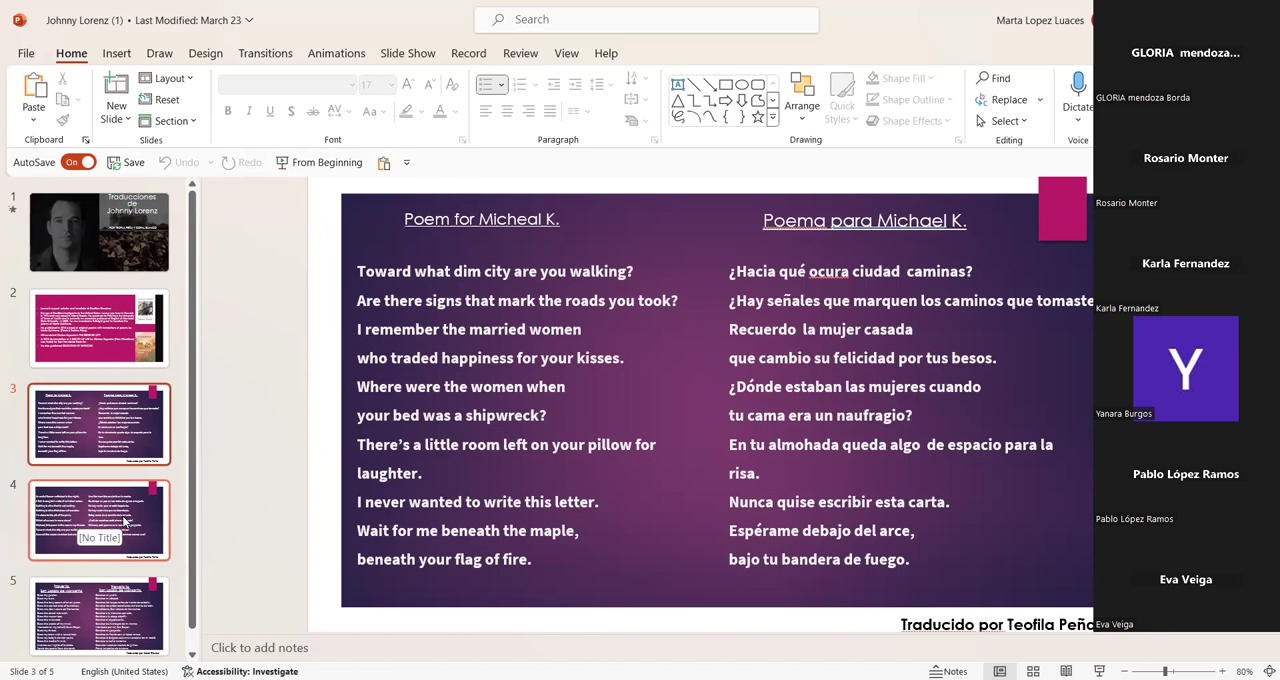 Johnny Lorenz (1) • Last Modified: March 23
Search
Marta Lopez Luaces
File Home Insert Draw Design Transitions Animations Slide Show Record Review View Help
Paste
New
Slide
Layout
Reset
Section
17
Arrange
Quick
Styles
Shape Fill
Shape Outline
Shape Effects
Find
Replace
Select
Dictate
Clipboard Slides Font Paragraph Drawing Editing Voice
AutoSave On Save Undo Redo From Beginning
1
Traducciones
de
Johnny Lorenz
2
3
4
[No Title]
5
Poem for Micheal K.
Toward what dim city are you walking?
Are there signs that mark the roads you took?
I remember the married women
who traded happiness for your kisses.
Where were the women when
your bed was a shipwreck?
There’s a little room left on your pillow for
laughter.
I never wanted to write this letter.
Wait for me beneath the maple,
beneath your flag of fire.
Poema para Michael K.
¿Hacia qué ocura ciudad  caminas?
¿Hay señales que marquen los caminos que tomaste
Recuerdo  la mujer casada
que cambio su felicidad por tus besos.
¿Dónde estaban las mujeres cuando
tu cama era un naufragio?
En tu almohada queda algo  de espacio para la
risa.
Nunca quise escribir esta carta.
Espérame debajo del arce,
bajo tu bandera de fuego.
Traducido por Teofila Peño
Click to add notes
Slide 3 of 5 English (United States) Accessibility: Investigate Notes 80%
GLORIA mendoza...
GLORIA mendoza Borda
Rosario Monter
Rosario Monter
Karla Fernandez
Karla Fernandez
Y
Yanara Burgos
Pablo López Ramos
Pablo López Ramos
Eva Veiga
Eva Veiga